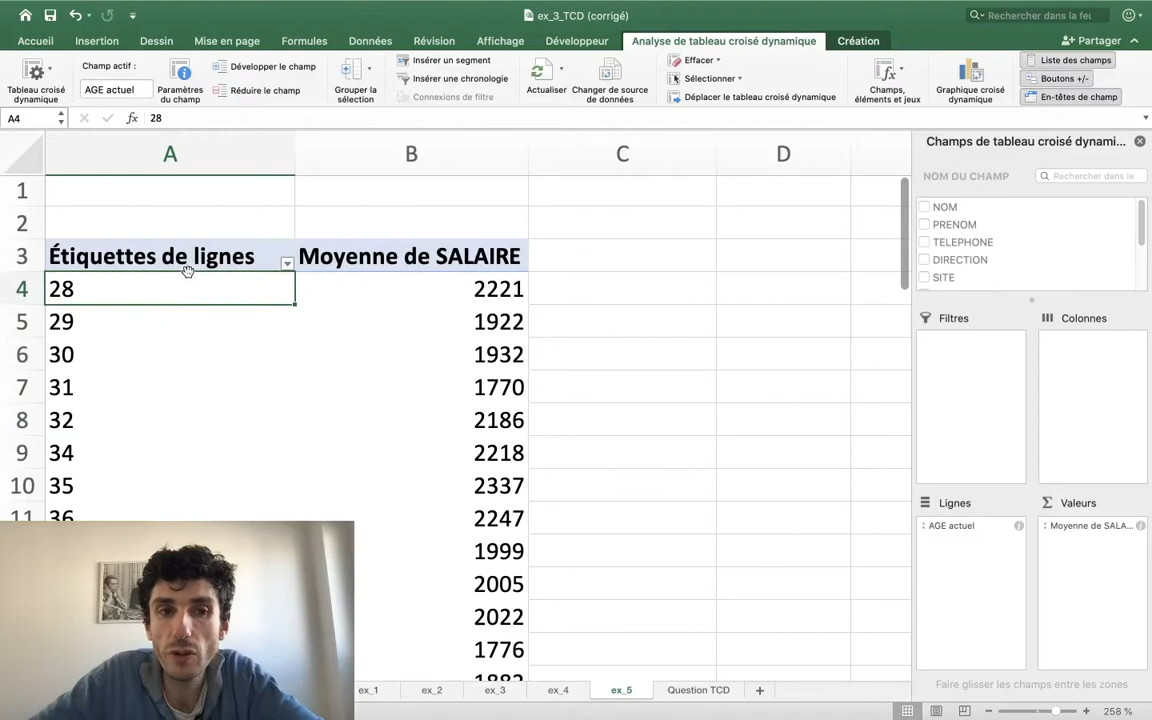 ex_3_TCD (corrigé)
Rechercher dans la feu
Accueil Insertion Dessin Mise en page Formules Données Révision Affichage Développeur Analyse de tableau croisé dynamique Création Partager
Tableau croisé dynamique
Champ actif :
AGE actuel
Paramètres du champ
Développer le champ
Réduire le champ
Grouper la sélection
Insérer un segment
Insérer une chronologie
Connexions de filtre
Actualiser
Changer de source de données
Effacer
Sélectionner
Déplacer le tableau croisé dynamique
Champs, éléments et jeux
Graphique croisé dynamique
Liste des champs
Boutons +/-
En-têtes de champ
A4 fx 28
A B C D
1
2
3 Étiquettes de lignes Moyenne de SALAIRE
4 28 2221
5 29 1922
6 30 1932
7 31 1770
8 32 2186
9 34 2218
10 35 2337
11 36 2247
1999
2005
2022
1776
Champs de tableau croisé dynami...
NOM DU CHAMP
Rechercher dans le
NOM
PRENOM
TELEPHONE
DIRECTION
SITE
Filtres Colonnes
Lignes Valeurs
AGE actuel Moyenne de SALA...
Faire glisser les champs entre les zones
ex_1 ex_2 ex_3 ex_4 ex_5 Question TCD +
258 %